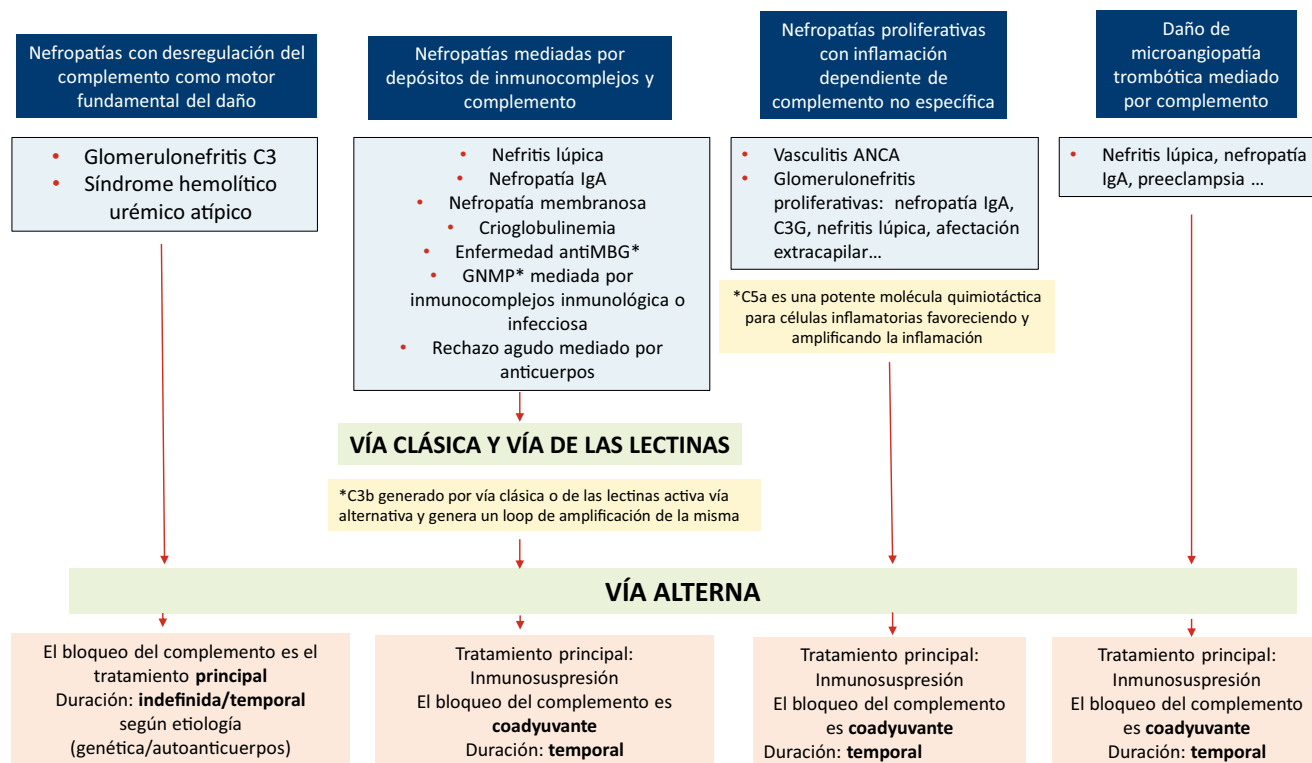 Nefropatías con desregulación del
complemento como motor
fundamental del daño
Nefropatías mediadas por
depósitos de inmunocomplejos y
complemento
Nefropatías proliferativas
con inflamación
dependiente de
complemento no específica
Daño de
microangiopatía
trombótica mediado
por complemento
• Glomerulonefritis C3
• Síndrome hemolítico
urémico atípico
• Nefritis lúpica
• Nefropatía IgA
• Nefropatía membranosa
• Crioglobulinemia
• Enfermedad antiMBG*
• GNMP* mediada por
inmunocomplejos inmunológica o
infecciosa
• Rechazo agudo mediado por
anticuerpos
• Vasculitis ANCA
• Glomerulonefritis
proliferativas: nefropatía IgA,
C3G, nefritis lúpica, afectación
extracapilar...
• Nefritis lúpica, nefropatía
IgA, preeclampsia ...
*C5a es una potente molécula quimiotáctica
para células inflamatorias favoreciendo y
amplificando la inflamación
VÍA CLÁSICA Y VÍA DE LAS LECTINAS
*C3b generado por vía clásica o de las lectinas activa vía
alternativa y genera un loop de amplificación de la misma
VÍA ALTERNA
El bloqueo del complemento es el
tratamiento principal
Duración: indefinida/temporal
según etiología
(genética/autoanticuerpos)
Tratamiento principal:
Inmunosuspresión
El bloqueo del complemento es
coadyuvante
Duración: temporal
Tratamiento principal:
Inmunosuspresión
El bloqueo del complemento
es coadyuvante
Duración: temporal
Tratamiento principal:
Inmunosuspresión
El bloqueo del complemento
es coadyuvante
Duración: temporal